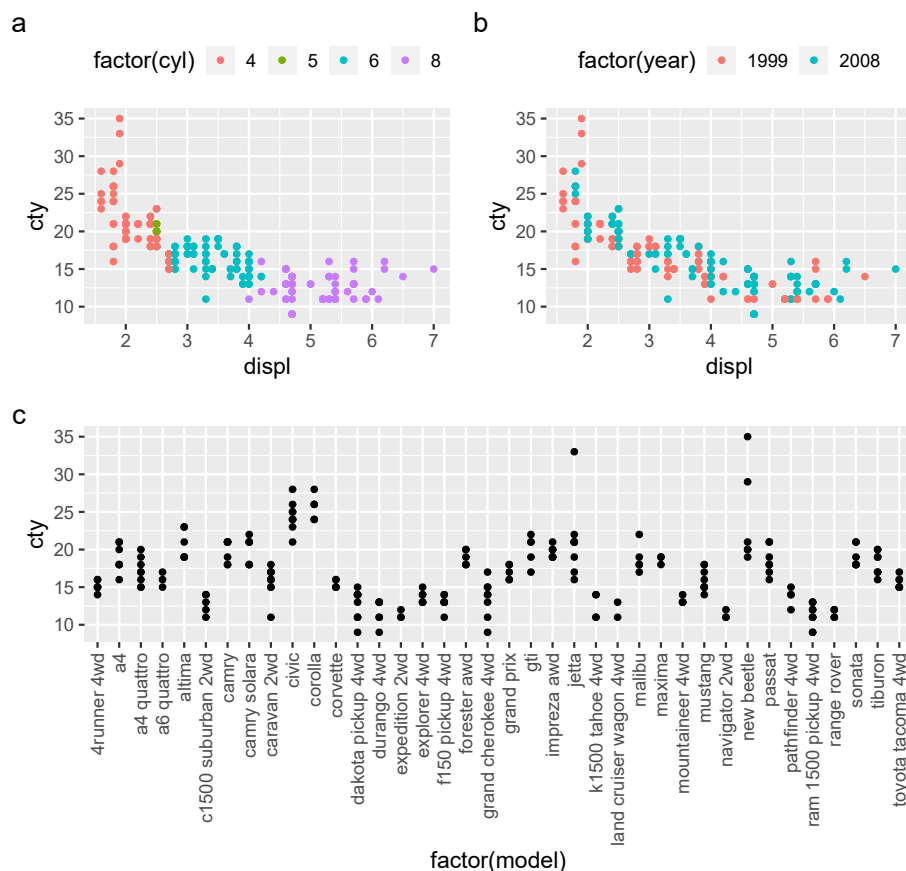 a
factor(cyl) 4 5 6 8
35
30
25
20
15
10
cty
2 3 4 5 6 7
displ
b
factor(year) 1999 2008
35
30
25
20
15
10
cty
2 3 4 5 6 7
displ
c
35
30
25
20
15
10
cty
4runner 4wd
a4
a4 quattro
a6 quattro
altima
c1500 suburban 2wd
camry
camry solara
caravan 2wd
civic
corolla
corvette
dakota pickup 4wd
durango 4wd
expedition 2wd
explorer 4wd
f150 pickup 4wd
forester awd
grand cherokee 4wd
grand prix
gti
impreza awd
jetta
k1500 tahoe 4wd
land cruiser wagon 4wd
malibu
maxima
mountaineer 4wd
mustang
navigator 2wd
new beetle
passat
pathfinder 4wd
ram 1500 pickup 4wd
range rover
sonata
tiburon
toyota tacoma 4wd
factor(model)